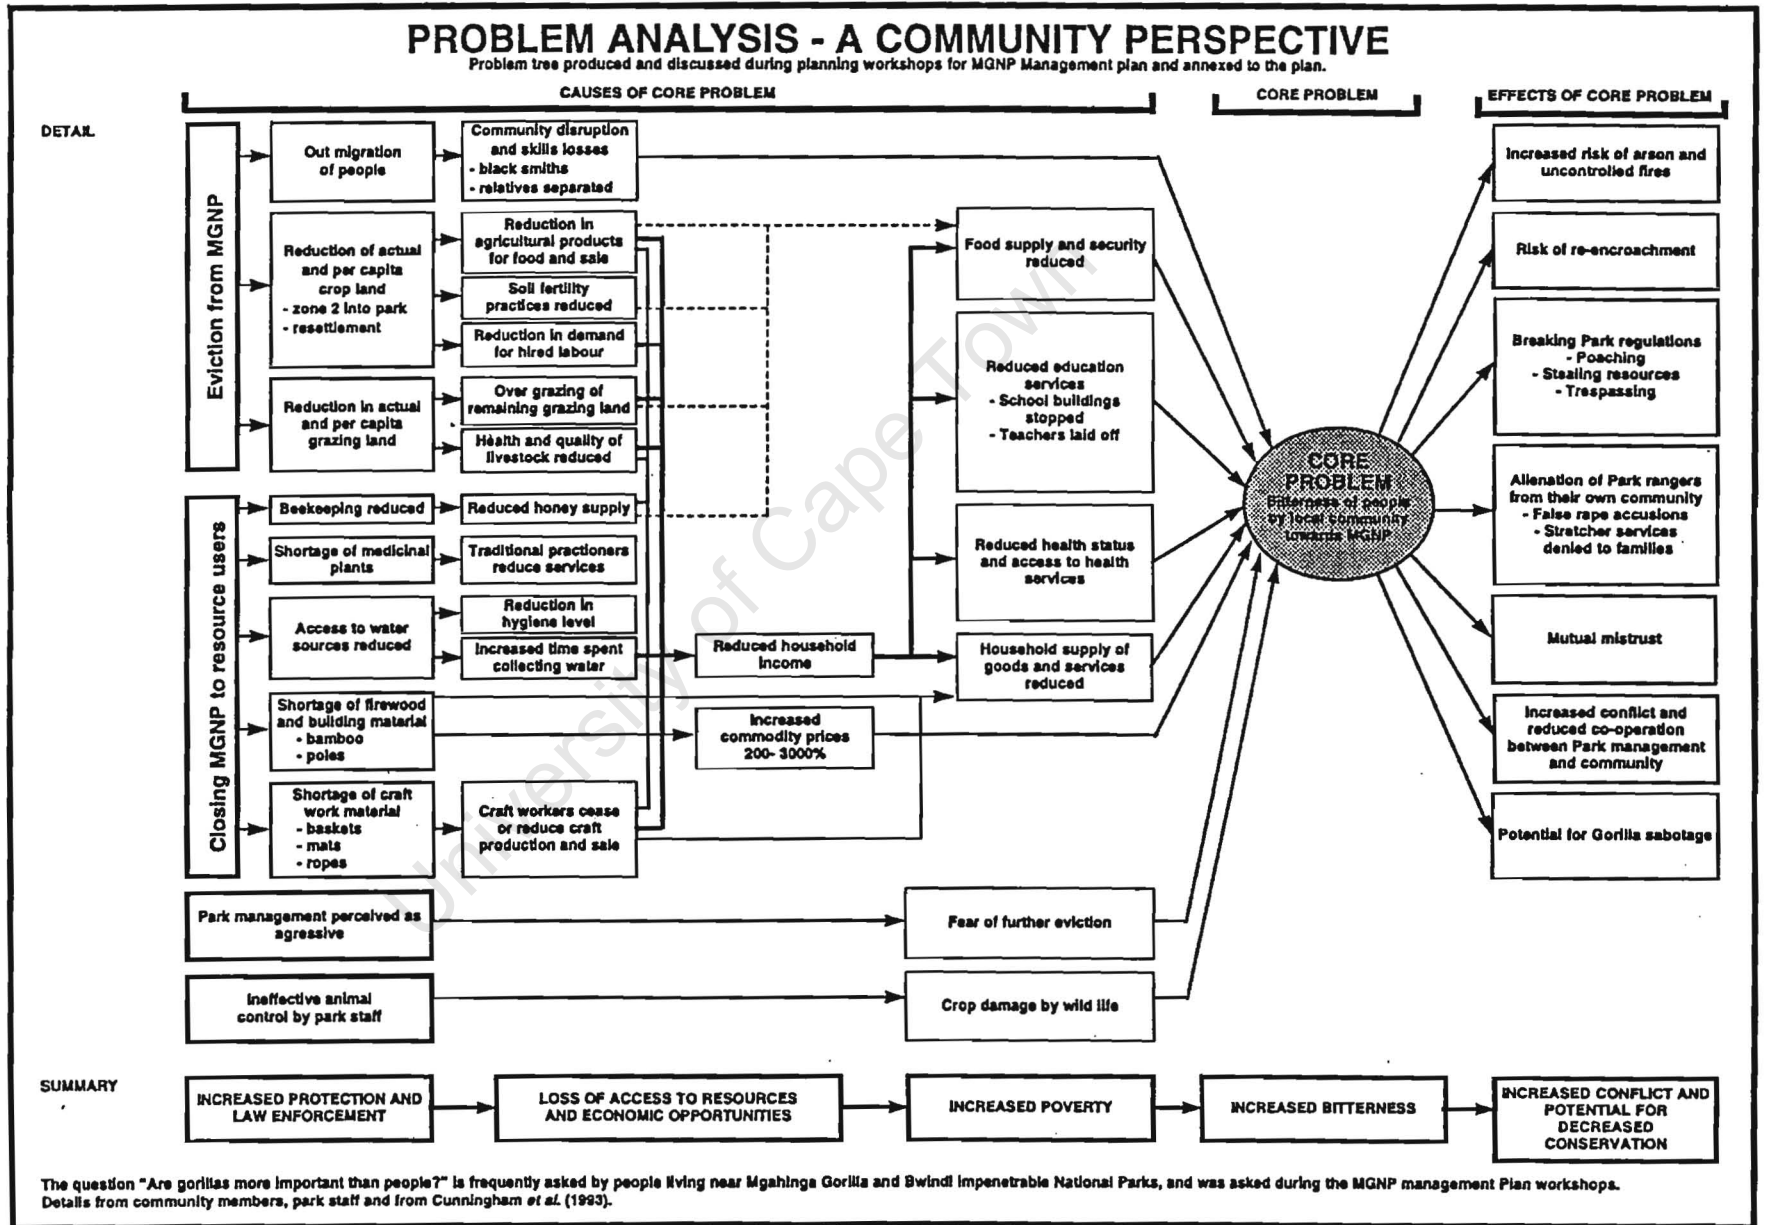 PROBLEM ANALYSIS - A COMMUNITY PERSPECTIVE
Problem tree produced and discussed during planning workshops for MGNP Management plan and annexed to the plan.
CAUSES OF CORE PROBLEM
CORE PROBLEM
EFFECTS OF CORE PROBLEM
DETAIL
Eviction from MGNP
Out migration
of people
Community disruption
and skills losses
- black smiths
- relatives separated
Reduction of actual
and per capita
crop land
- zone 2 into park
- resettlement
Reduction in
agricultural products
for food and sale
Soil fertility
practices reduced
Reduction in demand
for hired labour
Reduction in actual
and per capita
grazing land
Over grazing of
remaining grazing land
Health and quality of
livestock reduced
Closing MGNP to resource users
Beekeeping reduced
Reduced honey supply
Shortage of medicinal
plants
Traditional practioners
reduce services
Access to water
sources reduced
Reduction in
hygiene level
Increased time spent
collecting water
Shortage of firewood
and building material
- bamboo
- poles
Shortage of craft
work material
- baskets
- mats
- ropes
Craft workers cease
or reduce craft
production and sale
Reduced household
income
Increased
commodity prices
200- 3000%
Food supply and security
reduced
Reduced education
services
- School buildings
stopped
- Teachers laid off
Reduced health status
and access to health
services
Household supply of
goods and services
reduced
Park management perceived as
agressive
Fear of further eviction
Ineffective animal
control by park staff
Crop damage by wild life
CORE
PROBLEM
Bitterness of people
by local community
towards MGNP
Increased risk of arson and
uncontrolled fires
Risk of re-encroachment
Breaking Park regulations
- Poaching
- Stealing resources
- Trespassing
Alienation of Park rangers
from their own community
- False rape accusions
- Stretcher services
denied to families
Mutual mistrust
Increased conflict and
reduced co-operation
between Park management
and community
Potential for Gorilla sabotage
University of Cape Town
SUMMARY
INCREASED PROTECTION AND
LAW ENFORCEMENT
LOSS OF ACCESS TO RESOURCES
AND ECONOMIC OPPORTUNITIES
INCREASED POVERTY
INCREASED BITTERNESS
INCREASED CONFLICT AND
POTENTIAL FOR
DECREASED
CONSERVATION
The question "Are gorillas more important than people?" is frequently asked by people living near Mgahinga Gorilla and Bwindi Impenetrable National Parks, and was asked during the MGNP management Plan workshops.
Details from community members, park staff and from Cunningham et al. (1993).